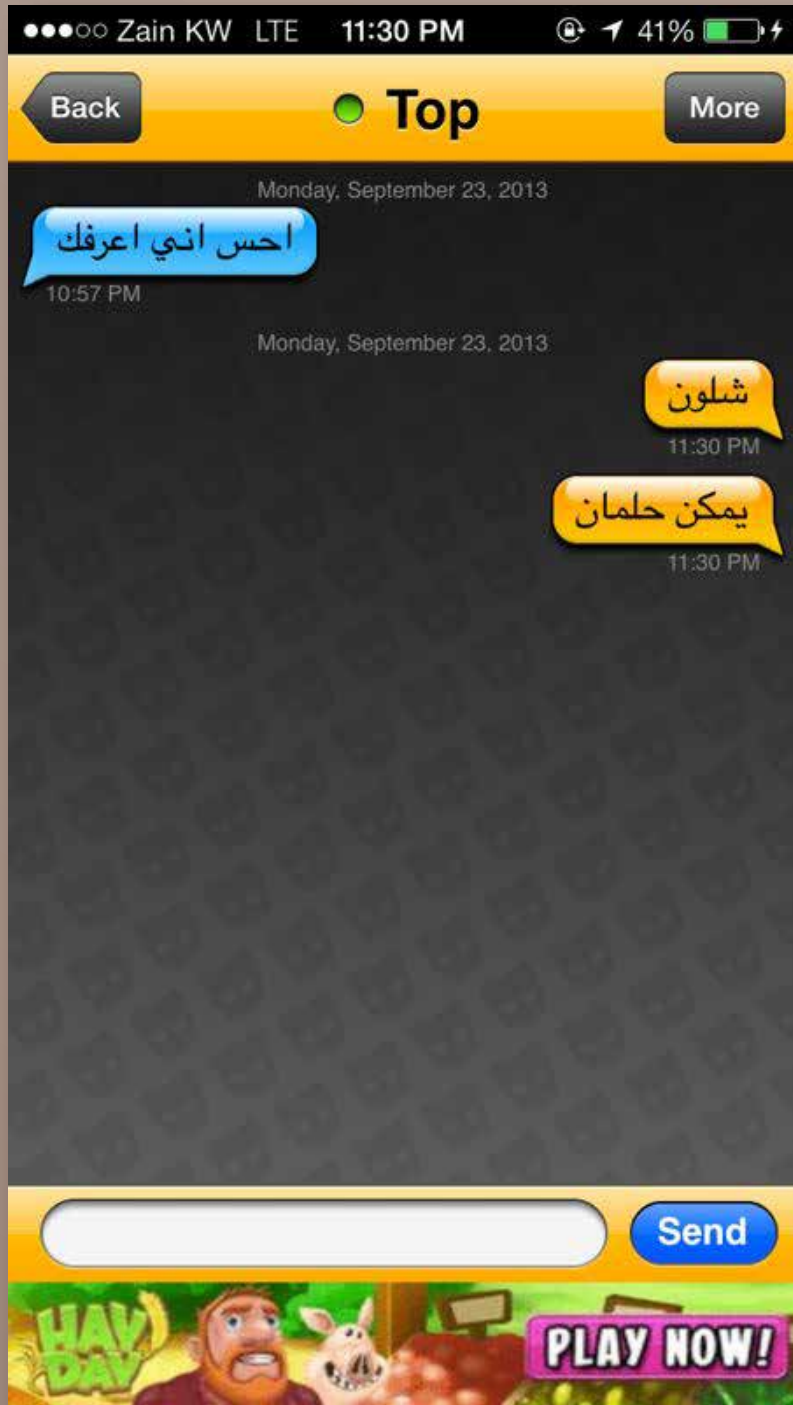 Zain KW LTE 11:30 PM 41%
Back Top More
Monday, September 23, 2013
احس اني اعرفك
10:57 PM
Monday, September 23, 2013
شلون
11:30 PM
يمكن حلمان
11:30 PM
Send
HAY DAY
PLAY NOW!